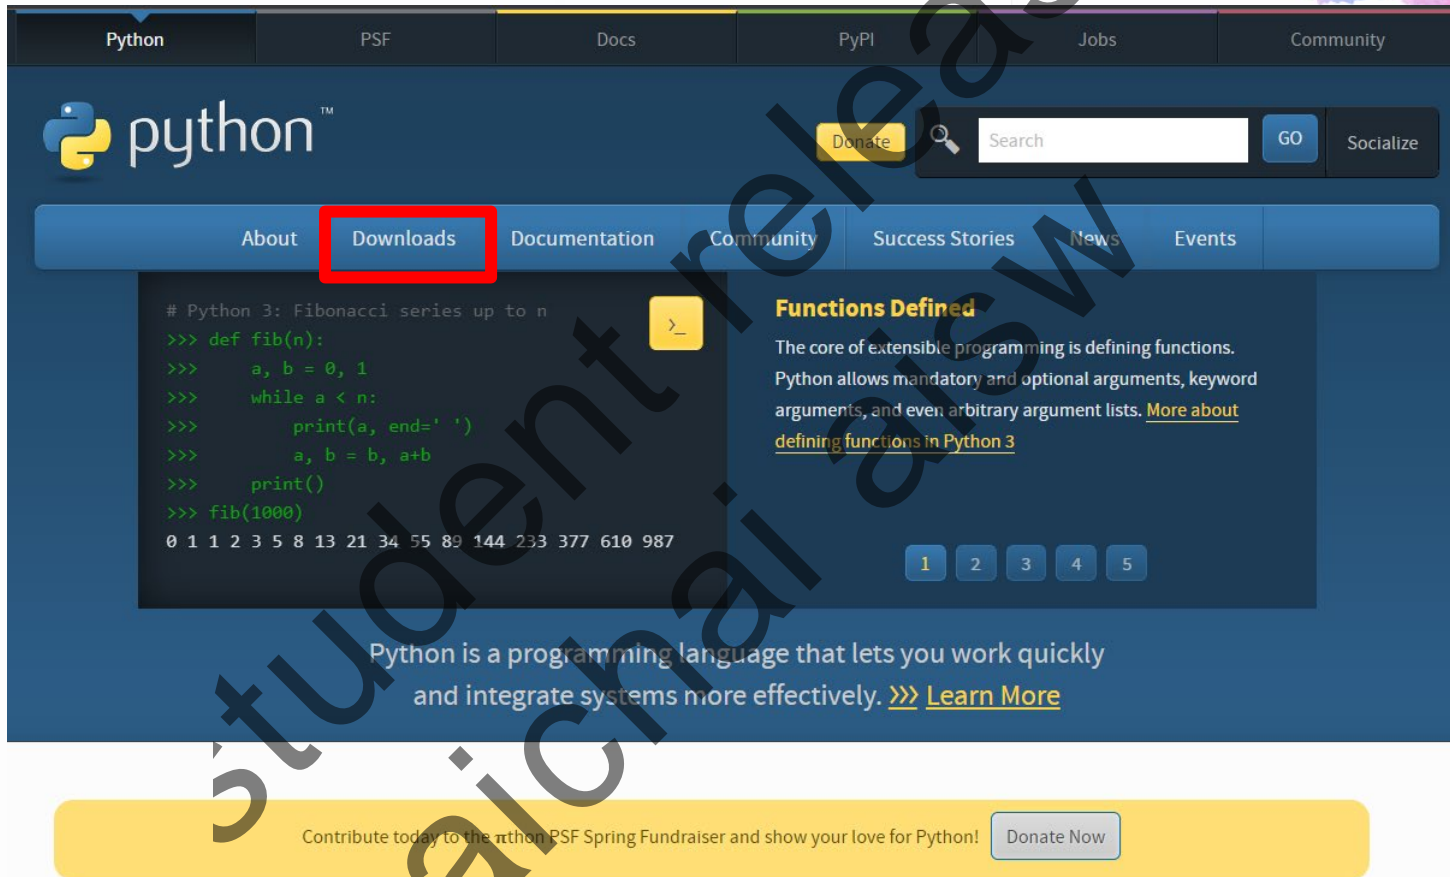 Python PSF Docs PyPI Jobs Community
python™
Donate Search GO Socialize
About Downloads Documentation Community Success Stories News Events
# Python 3: Fibonacci series up to n
>>> def fib(n):
>>>     a, b = 0, 1
>>>     while a < n:
>>>         print(a, end=' ')
>>>         a, b = b, a+b
>>>     print()
>>> fib(1000)
0 1 1 2 3 5 8 13 21 34 55 89 144 233 377 610 987
>_
Functions Defined
The core of extensible programming is defining functions.
Python allows mandatory and optional arguments, keyword
arguments, and even arbitrary argument lists. More about
defining functions in Python 3
1 2 3 4 5
Python is a programming language that lets you work quickly
and integrate systems more effectively. >>> Learn More
Contribute today to the πthon PSF Spring Fundraiser and show your love for Python! Donate Now
student releas
aichai aisw